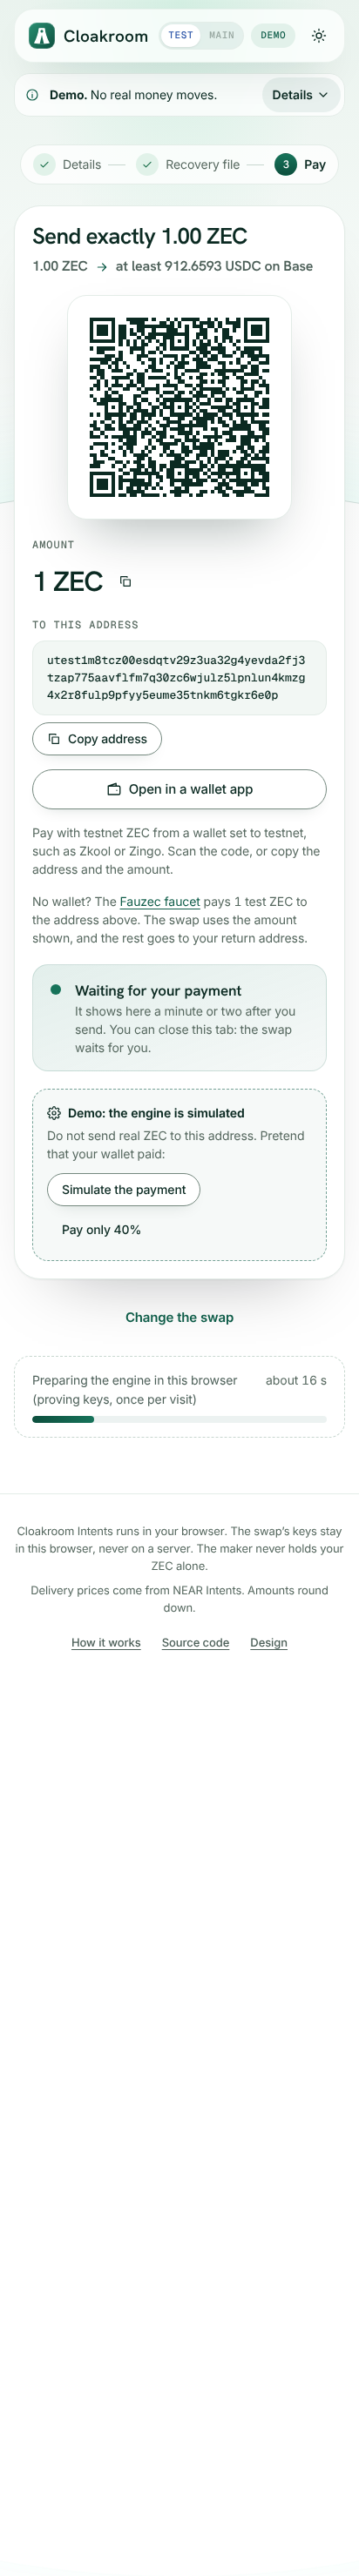 Cloakroom TEST MAIN DEMO
Demo. No real money moves. Details
Details Recovery file 3 Pay
Send exactly 1.00 ZEC
1.00 ZEC → at least 912.6593 USDC on Base
AMOUNT
1 ZEC
TO THIS ADDRESS
utest1m8tcz00esdqtv29z3ua32g4yevda2fj3
tzap775aavflfm7q30zc6wjulz5lpnlun4kmzg
4x2r8fulp9pfyy5eume35tnkm6tgkr6e0p
Copy address
Open in a wallet app
Pay with testnet ZEC from a wallet set to testnet,
such as Zkool or Zingo. Scan the code, or copy the
address and the amount.
No wallet? The Fauzec faucet pays 1 test ZEC to
the address above. The swap uses the amount
shown, and the rest goes to your return address.
Waiting for your payment
It shows here a minute or two after you
send. You can close this tab: the swap
waits for you.
Demo: the engine is simulated
Do not send real ZEC to this address. Pretend
that your wallet paid:
Simulate the payment
Pay only 40%
Change the swap
Preparing the engine in this browser about 16 s
(proving keys, once per visit)
Cloakroom Intents runs in your browser. The swap's keys stay
in this browser, never on a server. The maker never holds your
ZEC alone.
Delivery prices come from NEAR Intents. Amounts round
down.
How it works Source code Design